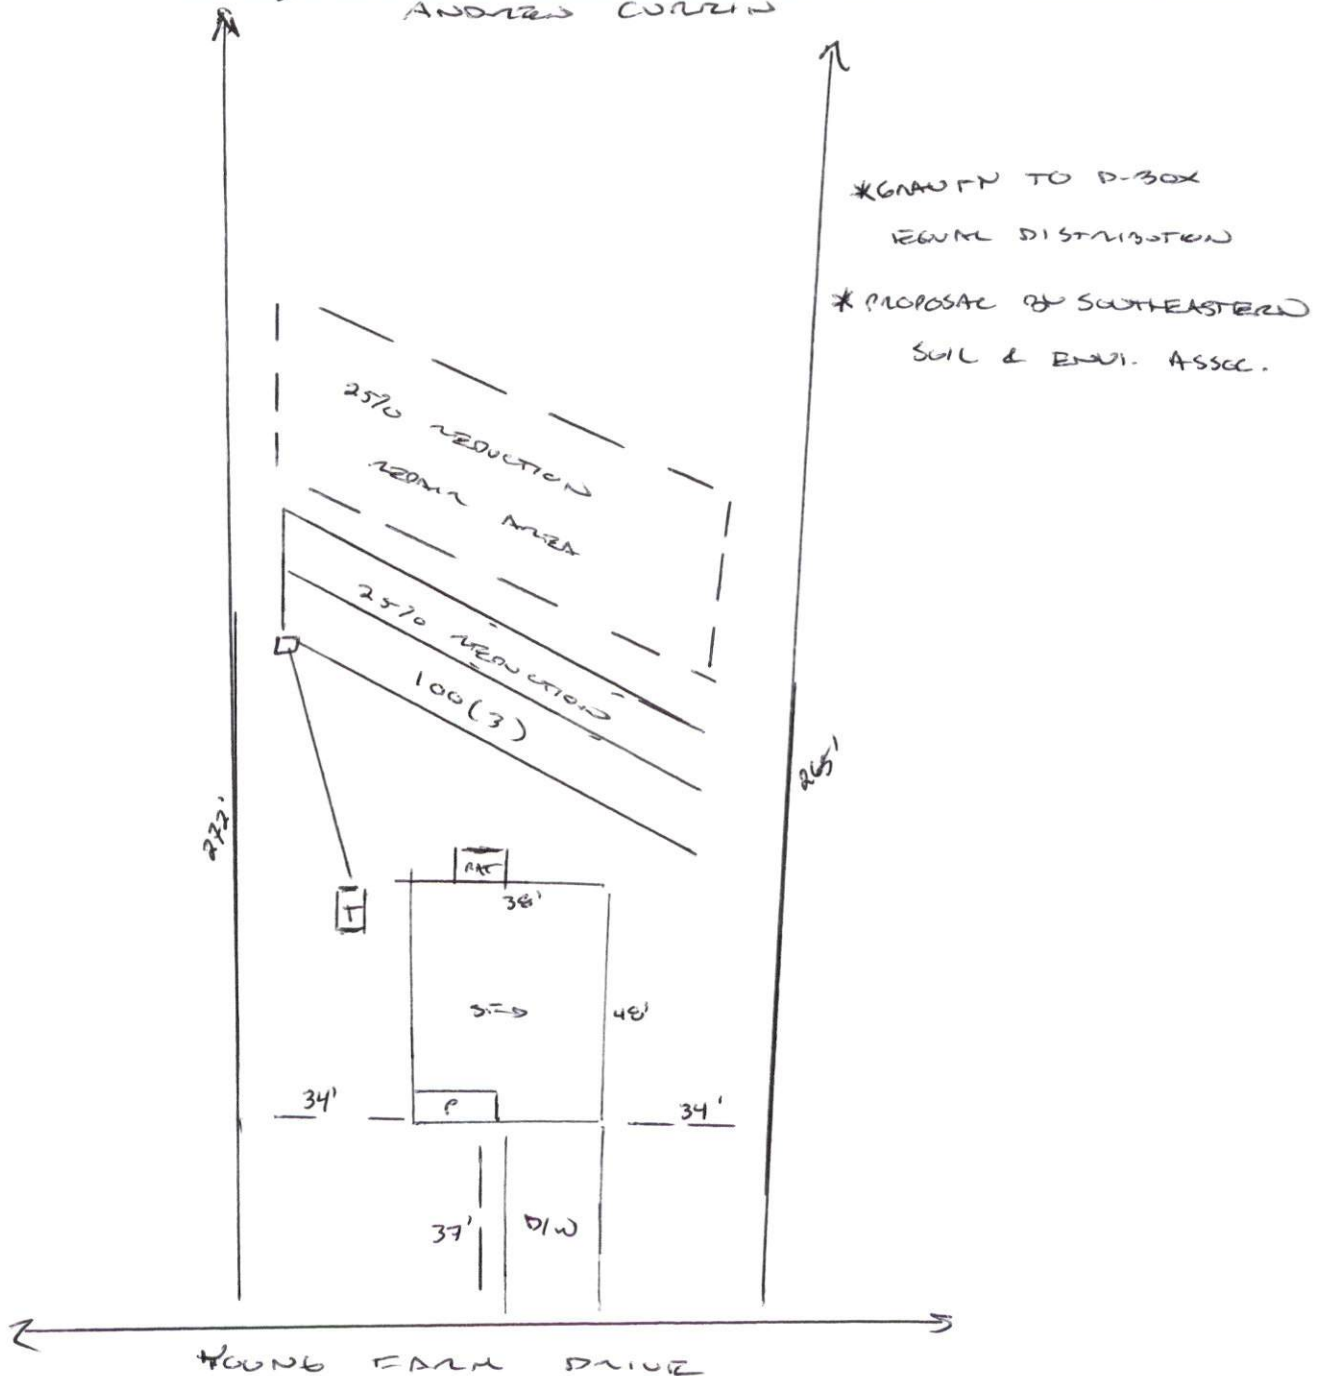 ANDREW CURRIN
*GRAVITY TO D-BOX
EQUAL DISTRIBUTION
*PROPOSAL BY SOUTHEASTERN
SOIL & ENVI. ASSOC.
25% REDUCTION
REPAIR AREA
25% REDUCTION
100(3)
272'
265'
T
PAT
38'
SFD
48'
34'
P
34'
37'
D/W
YOUNG FARM DRIVE